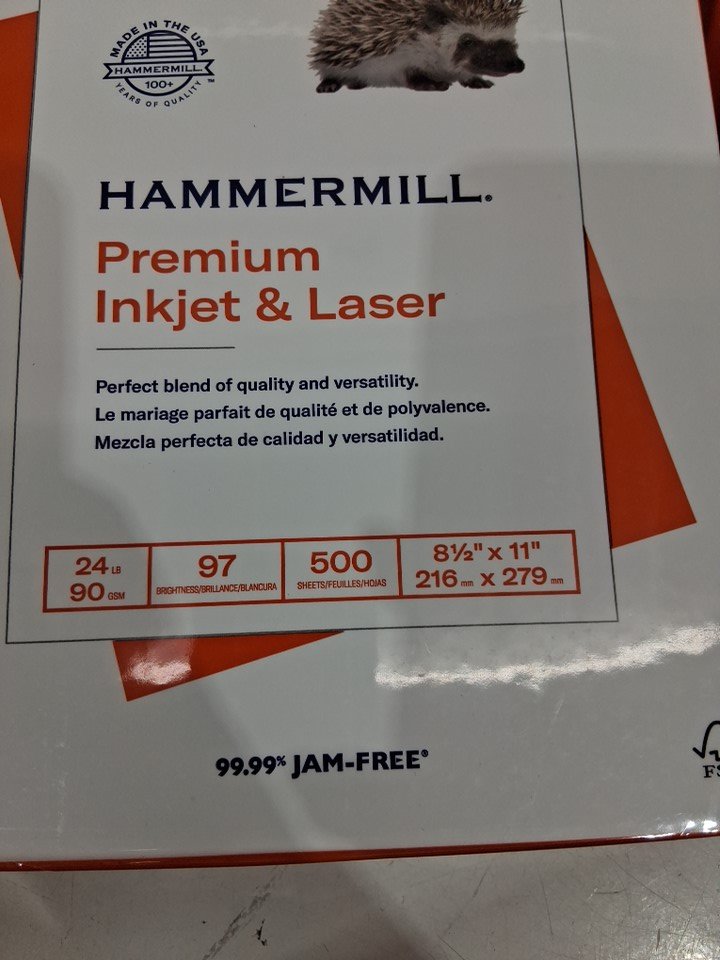 MADE IN THE USA
HAMMERMILL.
100+
YEARS OF QUALITY
TM
HAMMERMILL®
Premium
Inkjet & Laser
Perfect blend of quality and versatility.
Le mariage parfait de qualité et de polyvalence.
Mezcla perfecta de calidad y versatilidad.
24 LB
90 GSM
97
BRIGHTNESS/BRILLANCE/BLANCURA
500
SHEETS/FEUILLES/HOJAS
8½" x 11"
216 mm x 279 mm
99.99% JAM-FREE®